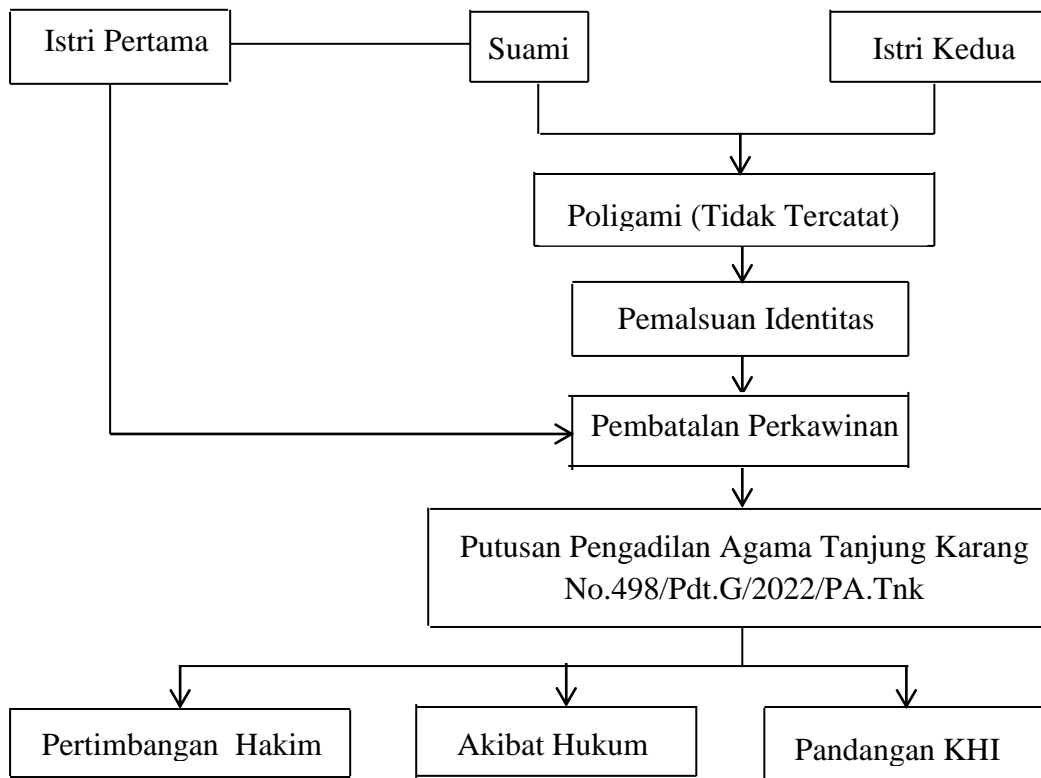 Istri Pertama
Suami
Istri Kedua
Poligami (Tidak Tercatat)
Pemalsuan Identitas
Pembatalan Perkawinan
Putusan Pengadilan Agama Tanjung Karang
No.498/Pdt.G/2022/PA.Tnk
Pertimbangan Hakim
Akibat Hukum
Pandangan KHI